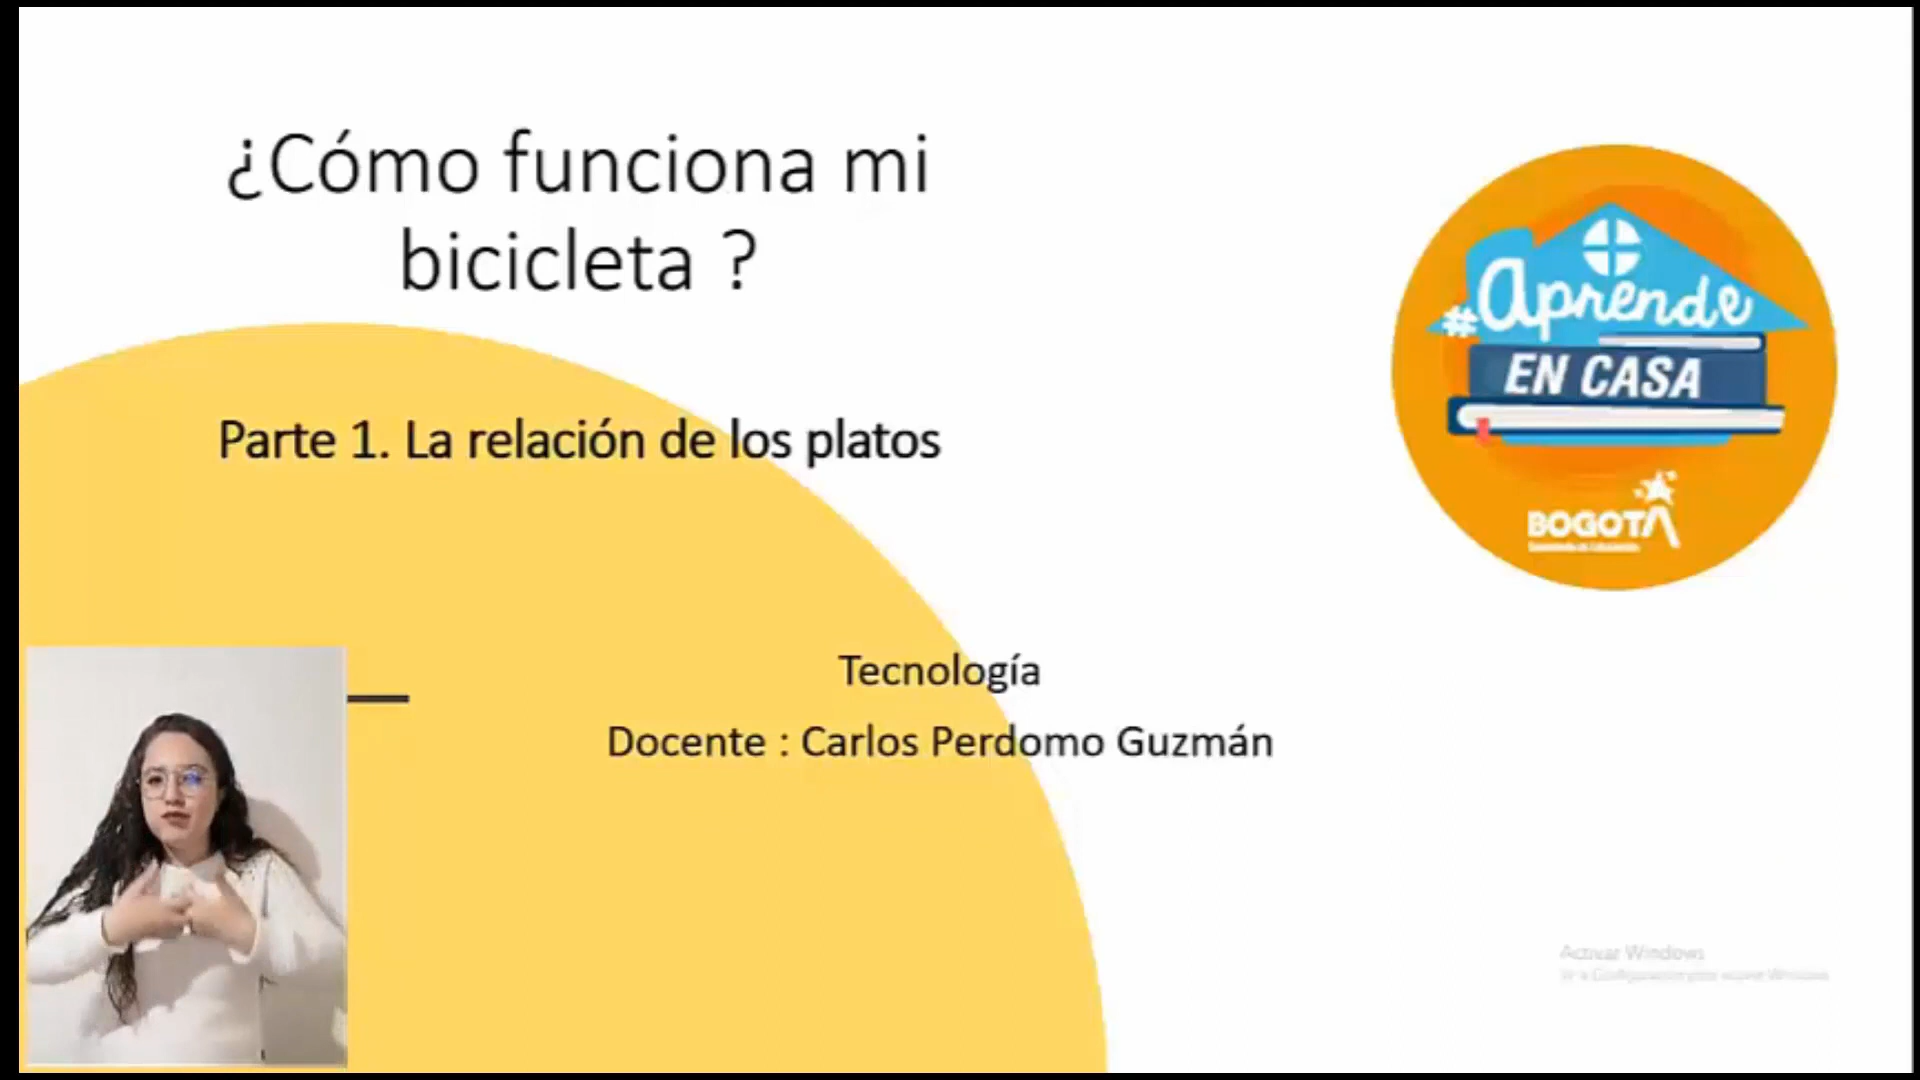 ¿Cómo funciona mi
bicicleta ?
Parte 1. La relación de los platos
#Aprende
EN CASA
BOGOTÁ
Tecnología
Docente : Carlos Perdomo Guzmán
Activar Windows